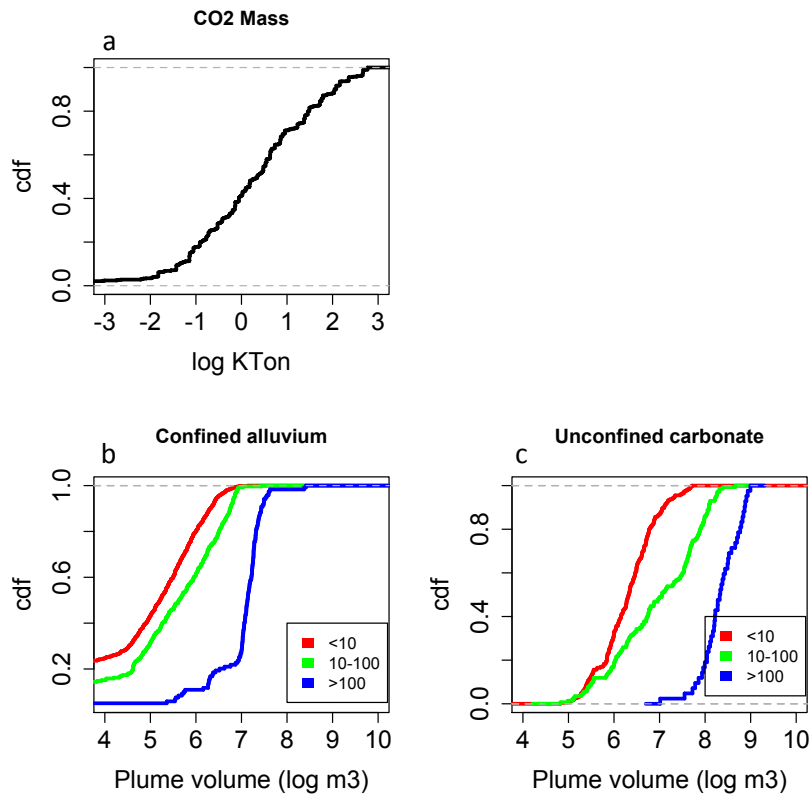 CO2 Mass
a
cdf
0.0 0.4 0.8
-3 -2 -1 0 1 2 3
log KTon
Confined alluvium
b
cdf
0.2 0.6 1.0
<10
10-100
>100
4 5 6 7 8 9 10
Plume volume (log m3)
Unconfined carbonate
c
cdf
0.0 0.4 0.8
<10
10-100
>100
4 5 6 7 8 9 10
Plume volume (log m3)